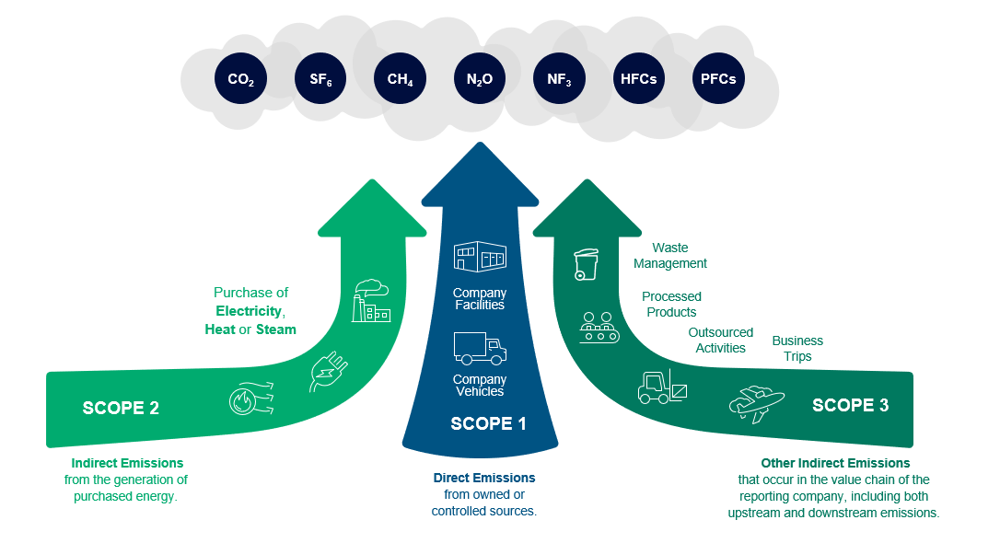 CO₂ SF₆ CH₄ N₂O NF₃ HFCs PFCs
Purchase of
Electricity,
Heat or Steam
SCOPE 2
Indirect Emissions
from the generation of
purchased energy.
Company
Facilities
Company
Vehicles
SCOPE 1
Direct Emissions
from owned or
controlled sources.
Waste
Management
Processed
Products
Outsourced
Activities
Business
Trips
SCOPE 3
Other Indirect Emissions
that occur in the value chain of the
reporting company, including both
upstream and downstream emissions.